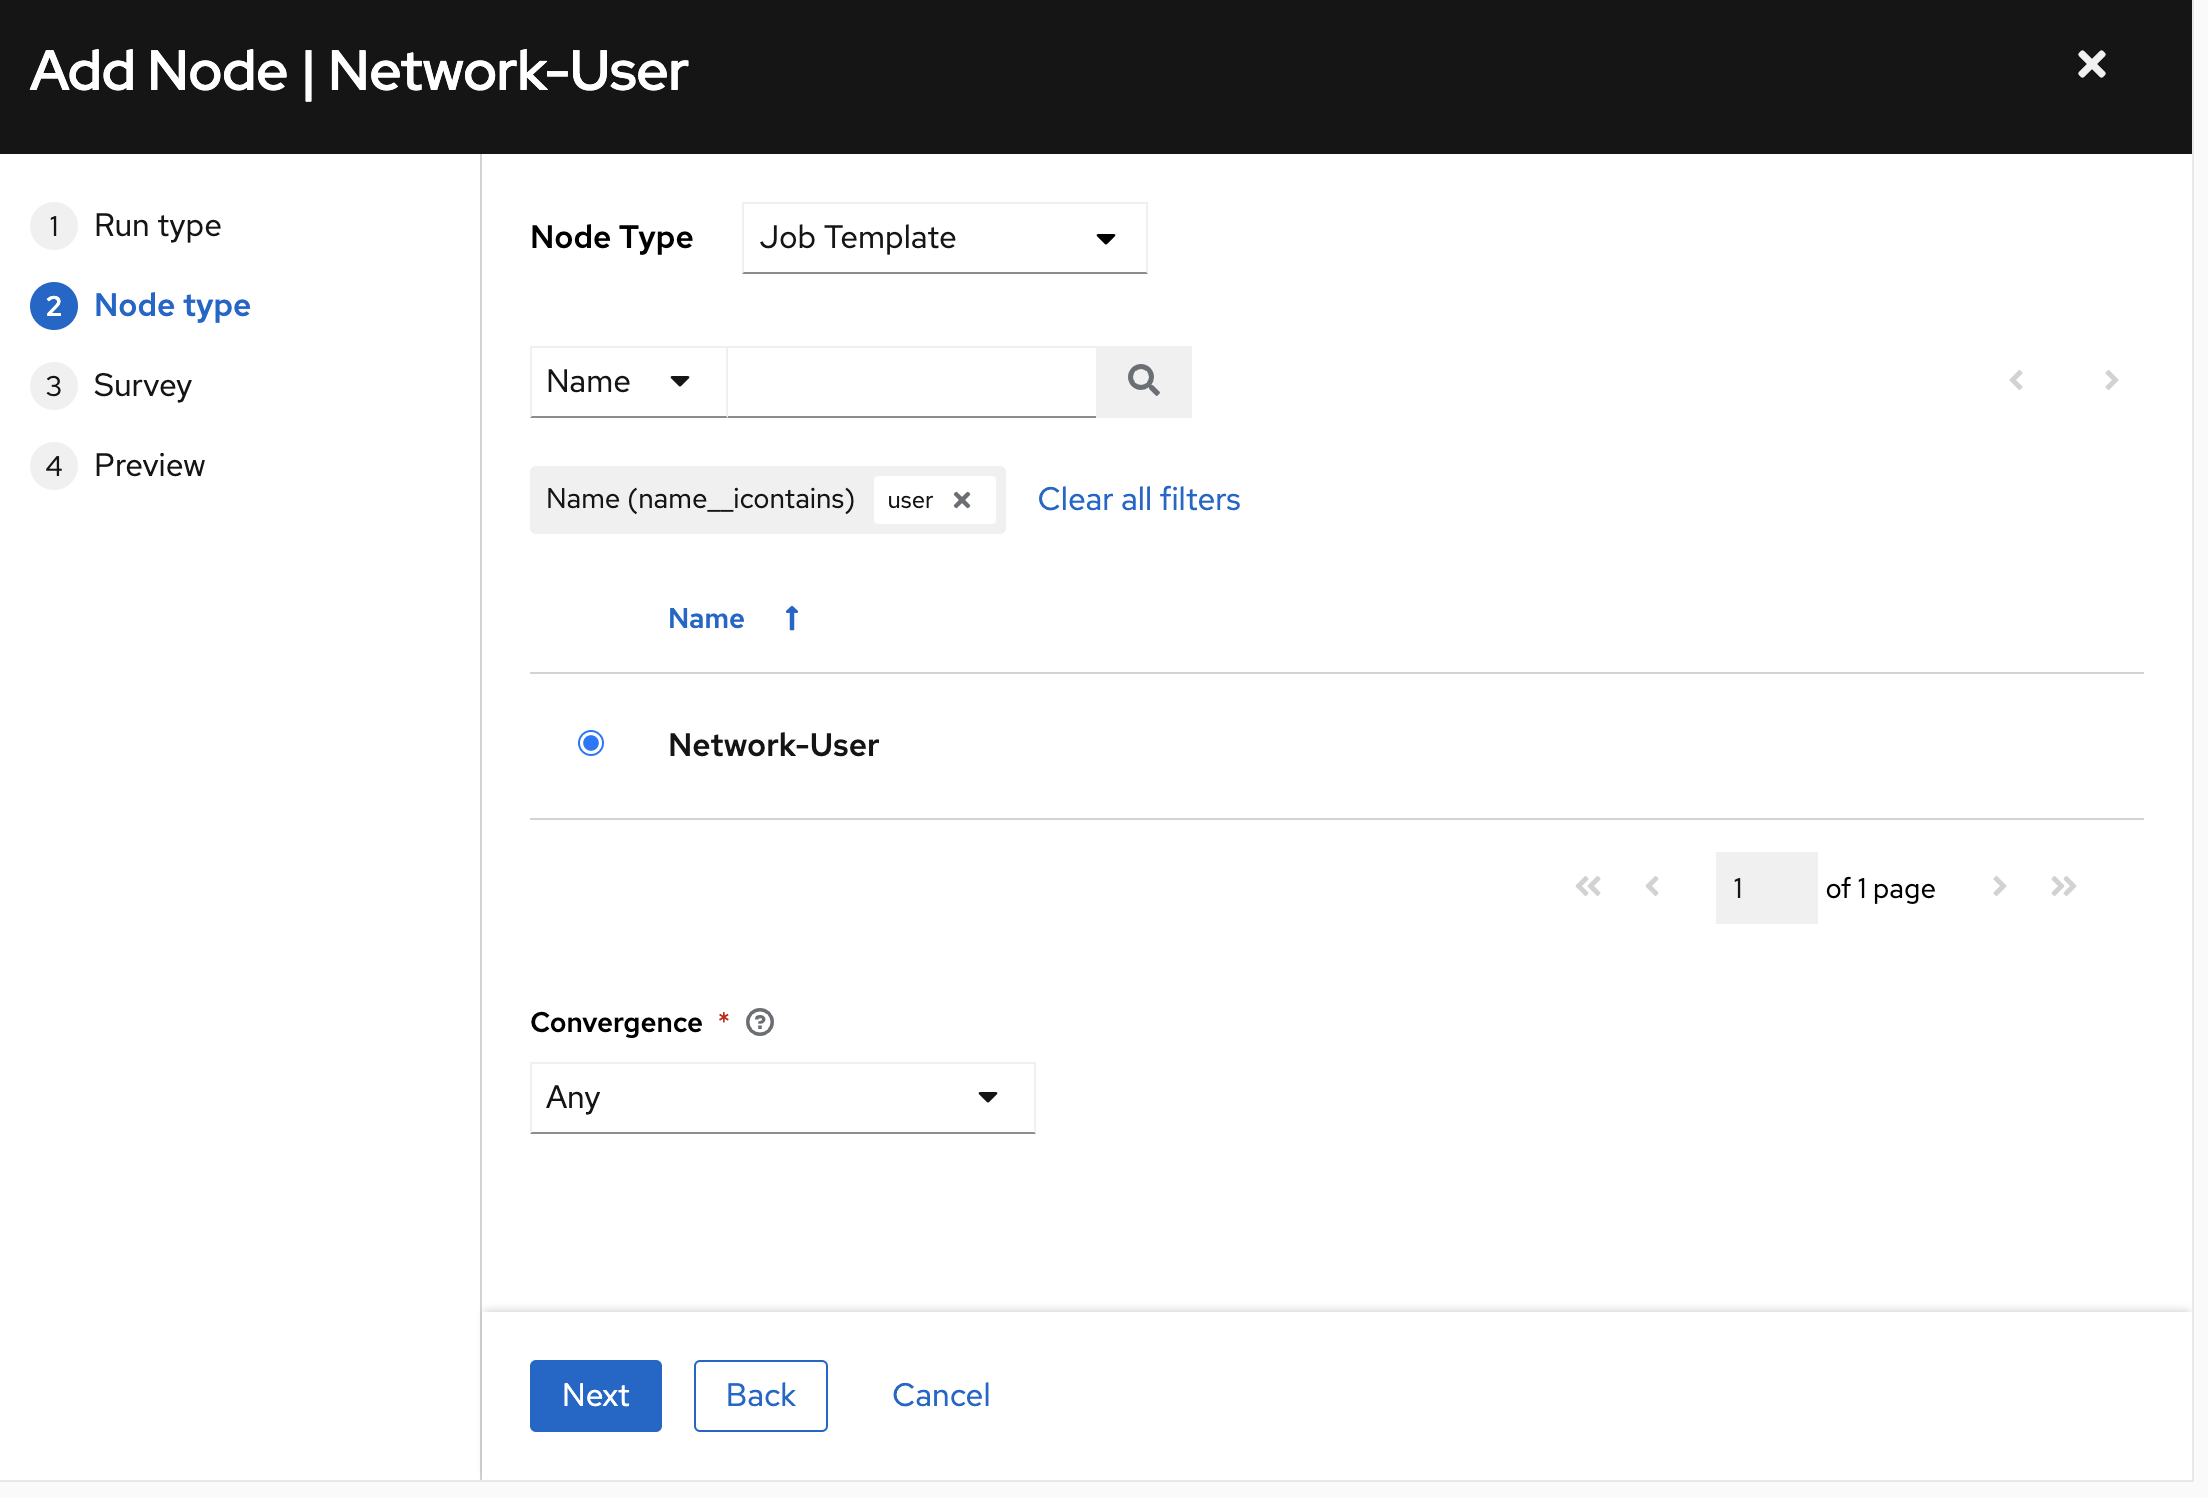 Add Node | Network-User
1 Run type
2 Node type
3 Survey
4 Preview
Node Type Job Template
Name
Name (name__icontains) user Clear all filters
Name
Network-User
1 of 1 page
Convergence *
Any
Next Back Cancel